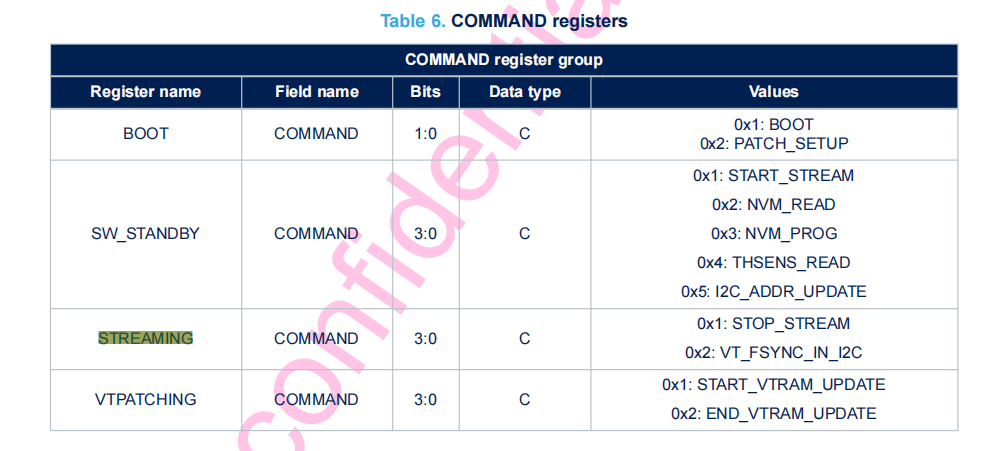 Table 6. COMMAND registers
COMMAND register group
Register name Field name Bits Data type Values
BOOT COMMAND 1:0 C 0x1: BOOT
0x2: PATCH_SETUP
SW_STANDBY COMMAND 3:0 C 0x1: START_STREAM
0x2: NVM_READ
0x3: NVM_PROG
0x4: THSENS_READ
0x5: I2C_ADDR_UPDATE
STREAMING COMMAND 3:0 C 0x1: STOP_STREAM
0x2: VT_FSYNC_IN_I2C
VTPATCHING COMMAND 3:0 C 0x1: START_VTRAM_UPDATE
0x2: END_VTRAM_UPDATE
confidentia